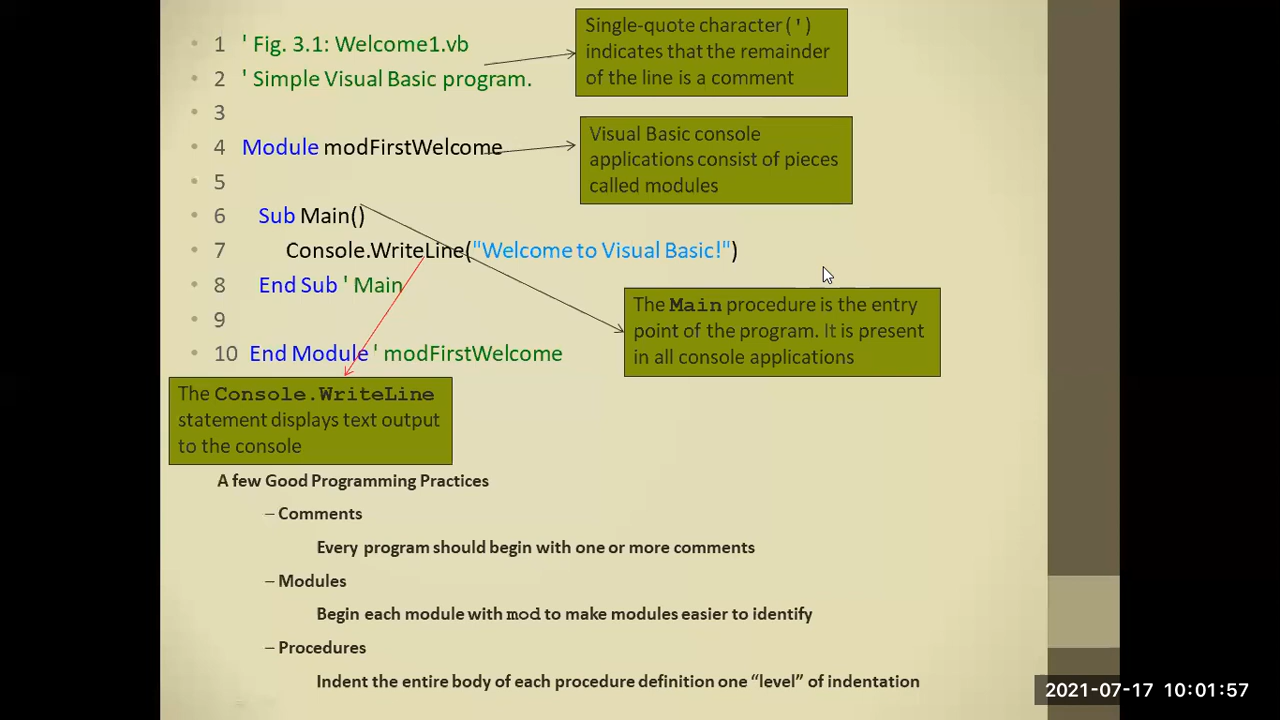 • 1 ' Fig. 3.1: Welcome1.vb
• 2 ' Simple Visual Basic program.
• 3
• 4 Module modFirstWelcome
• 5
• 6 Sub Main()
• 7 Console.WriteLine("Welcome to Visual Basic!")
• 8 End Sub ' Main
• 9
• 10 End Module ' modFirstWelcome
Single-quote character (')
indicates that the remainder
of the line is a comment
Visual Basic console
applications consist of pieces
called modules
The Main procedure is the entry
point of the program. It is present
in all console applications
The Console.WriteLine
statement displays text output
to the console
A few Good Programming Practices
– Comments
Every program should begin with one or more comments
– Modules
Begin each module with mod to make modules easier to identify
– Procedures
Indent the entire body of each procedure definition one “level” of indentation
2021-07-17 10:01:57